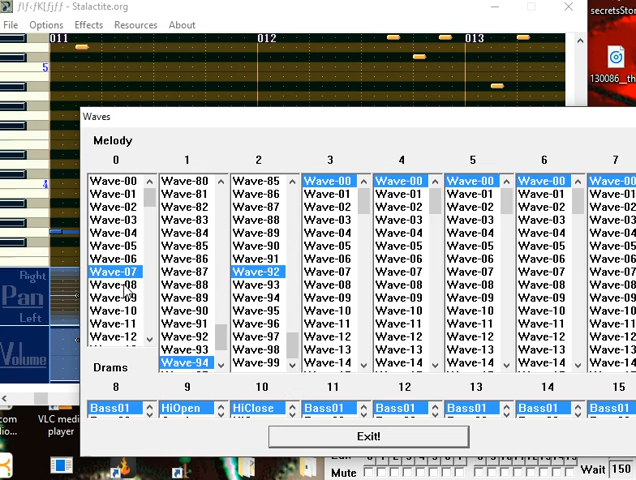 ƒIƒ‹ƒK[ƒjƒƒ - Stalactite.org
File Options Effects Resources About
secretsStor
011 012 013
5
130086__th
Waves
Melody
0 1 2 3 4 5 6 7
Wave-00 Wave-80 Wave-85 Wave-00 Wave-00 Wave-00 Wave-00 Wave-00
Wave-01 Wave-81 Wave-86 Wave-01 Wave-01 Wave-01 Wave-01 Wave-01
4 Wave-02 Wave-82 Wave-87 Wave-02 Wave-02 Wave-02 Wave-02 Wave-02
Wave-03 Wave-83 Wave-88 Wave-03 Wave-03 Wave-03 Wave-03 Wave-03
Wave-04 Wave-84 Wave-89 Wave-04 Wave-04 Wave-04 Wave-04 Wave-04
Wave-05 Wave-85 Wave-90 Wave-05 Wave-05 Wave-05 Wave-05 Wave-05
Wave-06 Wave-86 Wave-91 Wave-06 Wave-06 Wave-06 Wave-06 Wave-06
Right Wave-07 Wave-87 Wave-92 Wave-07 Wave-07 Wave-07 Wave-07 Wave-07
Wave-08 Wave-88 Wave-93 Wave-08 Wave-08 Wave-08 Wave-08 Wave-08
Pan Wave-09 Wave-89 Wave-94 Wave-09 Wave-09 Wave-09 Wave-09 Wave-09
Wave-10 Wave-90 Wave-95 Wave-10 Wave-10 Wave-10 Wave-10 Wave-10
Left Wave-11 Wave-91 Wave-96 Wave-11 Wave-11 Wave-11 Wave-11 Wave-11
Wave-12 Wave-92 Wave-97 Wave-12 Wave-12 Wave-12 Wave-12 Wave-12
Wave-93 Wave-98 Wave-13 Wave-13 Wave-13 Wave-13 Wave-13
Volume Wave-94 Wave-99 Wave-14 Wave-14 Wave-14 Wave-14 Wave-14
Drams
8 9 10 11 12 13 14 15
Bass01 HiOpen HiClose Bass01 Bass01 Bass01 Bass01 Bass01
com VLC medi
dio... player
Exit!
Mute Wait 150